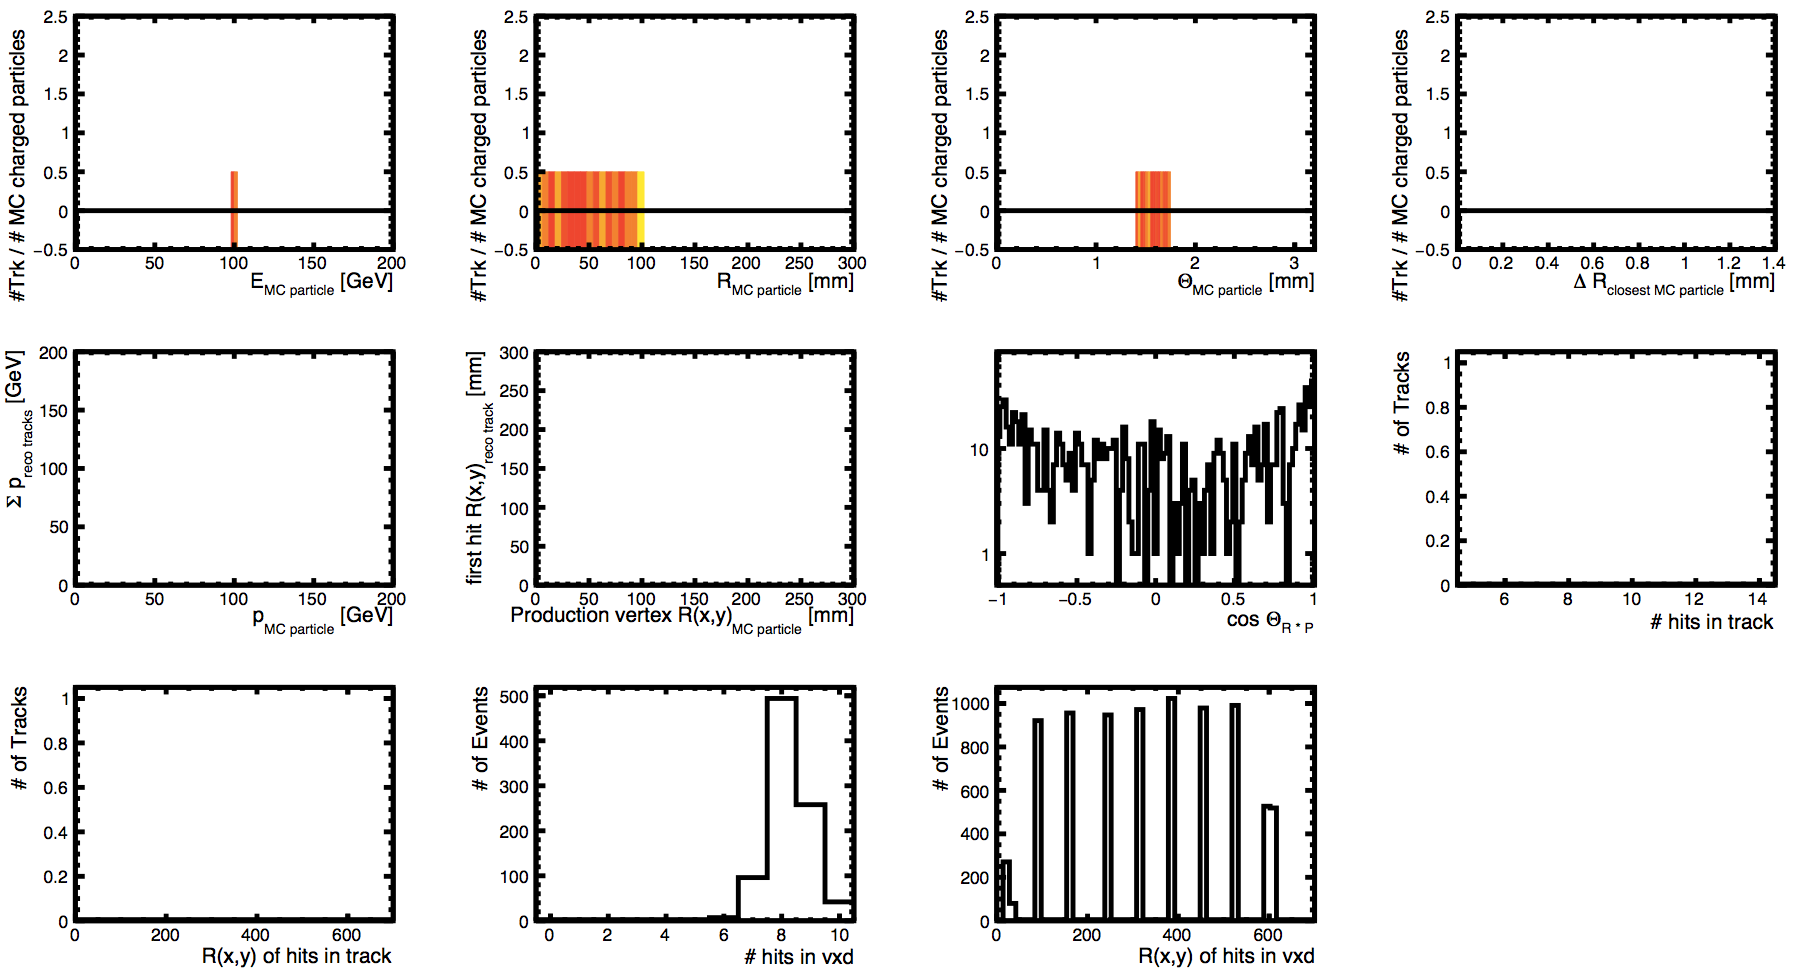 #Trk / # MC charged particles
2.5
2
1.5
1
0.5
0
−0.5
0 50 100 150 200
E MC particle [GeV]
#Trk / # MC charged particles
2.5
2
1.5
1
0.5
0
−0.5
0 50 100 150 200 250 300
R MC particle [mm]
#Trk / # MC charged particles
2.5
2
1.5
1
0.5
0
−0.5
0 1 2 3
Θ MC particle [mm]
#Trk / # MC charged particles
2.5
2
1.5
1
0.5
0
−0.5
0 0.2 0.4 0.6 0.8 1 1.2 1.4
Δ R closest MC particle [mm]
Σ p reco tracks [GeV]
200
150
100
50
0
0 50 100 150 200
p MC particle [GeV]
first hit R(x,y) reco track [mm]
300
250
200
150
100
50
0
0 50 100 150 200 250 300
Production vertex R(x,y) MC particle [mm]
10
1
−1 −0.5 0 0.5 1
cos Θ R * P
# of Tracks
1
0.8
0.6
0.4
0.2
0
6 8 10 12 14
# hits in track
# of Tracks
1
0.8
0.6
0.4
0.2
0
0 200 400 600
R(x,y) of hits in track
# of Events
500
400
300
200
100
0
0 2 4 6 8 10
# hits in vxd
# of Events
1000
800
600
400
200
0
0 200 400 600
R(x,y) of hits in vxd